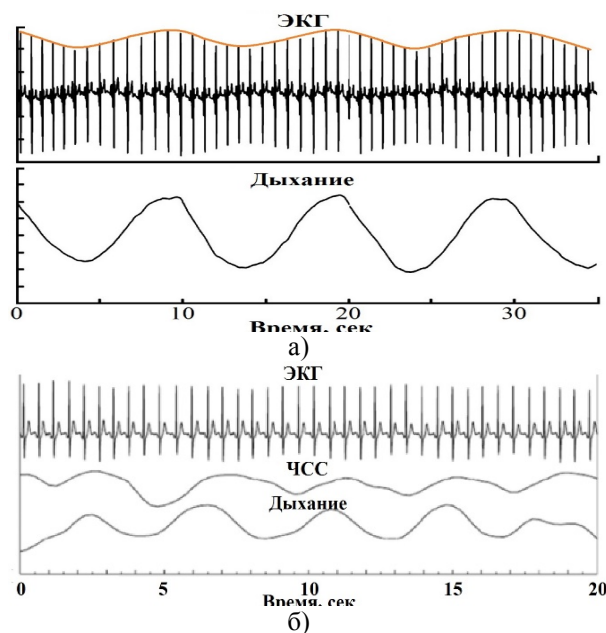 ЭКГ
Дыхание
0 10 20 30
Время, сек
а)
ЭКГ
ЧСС
Дыхание
0 5 10 15 20
Время, сек
б)